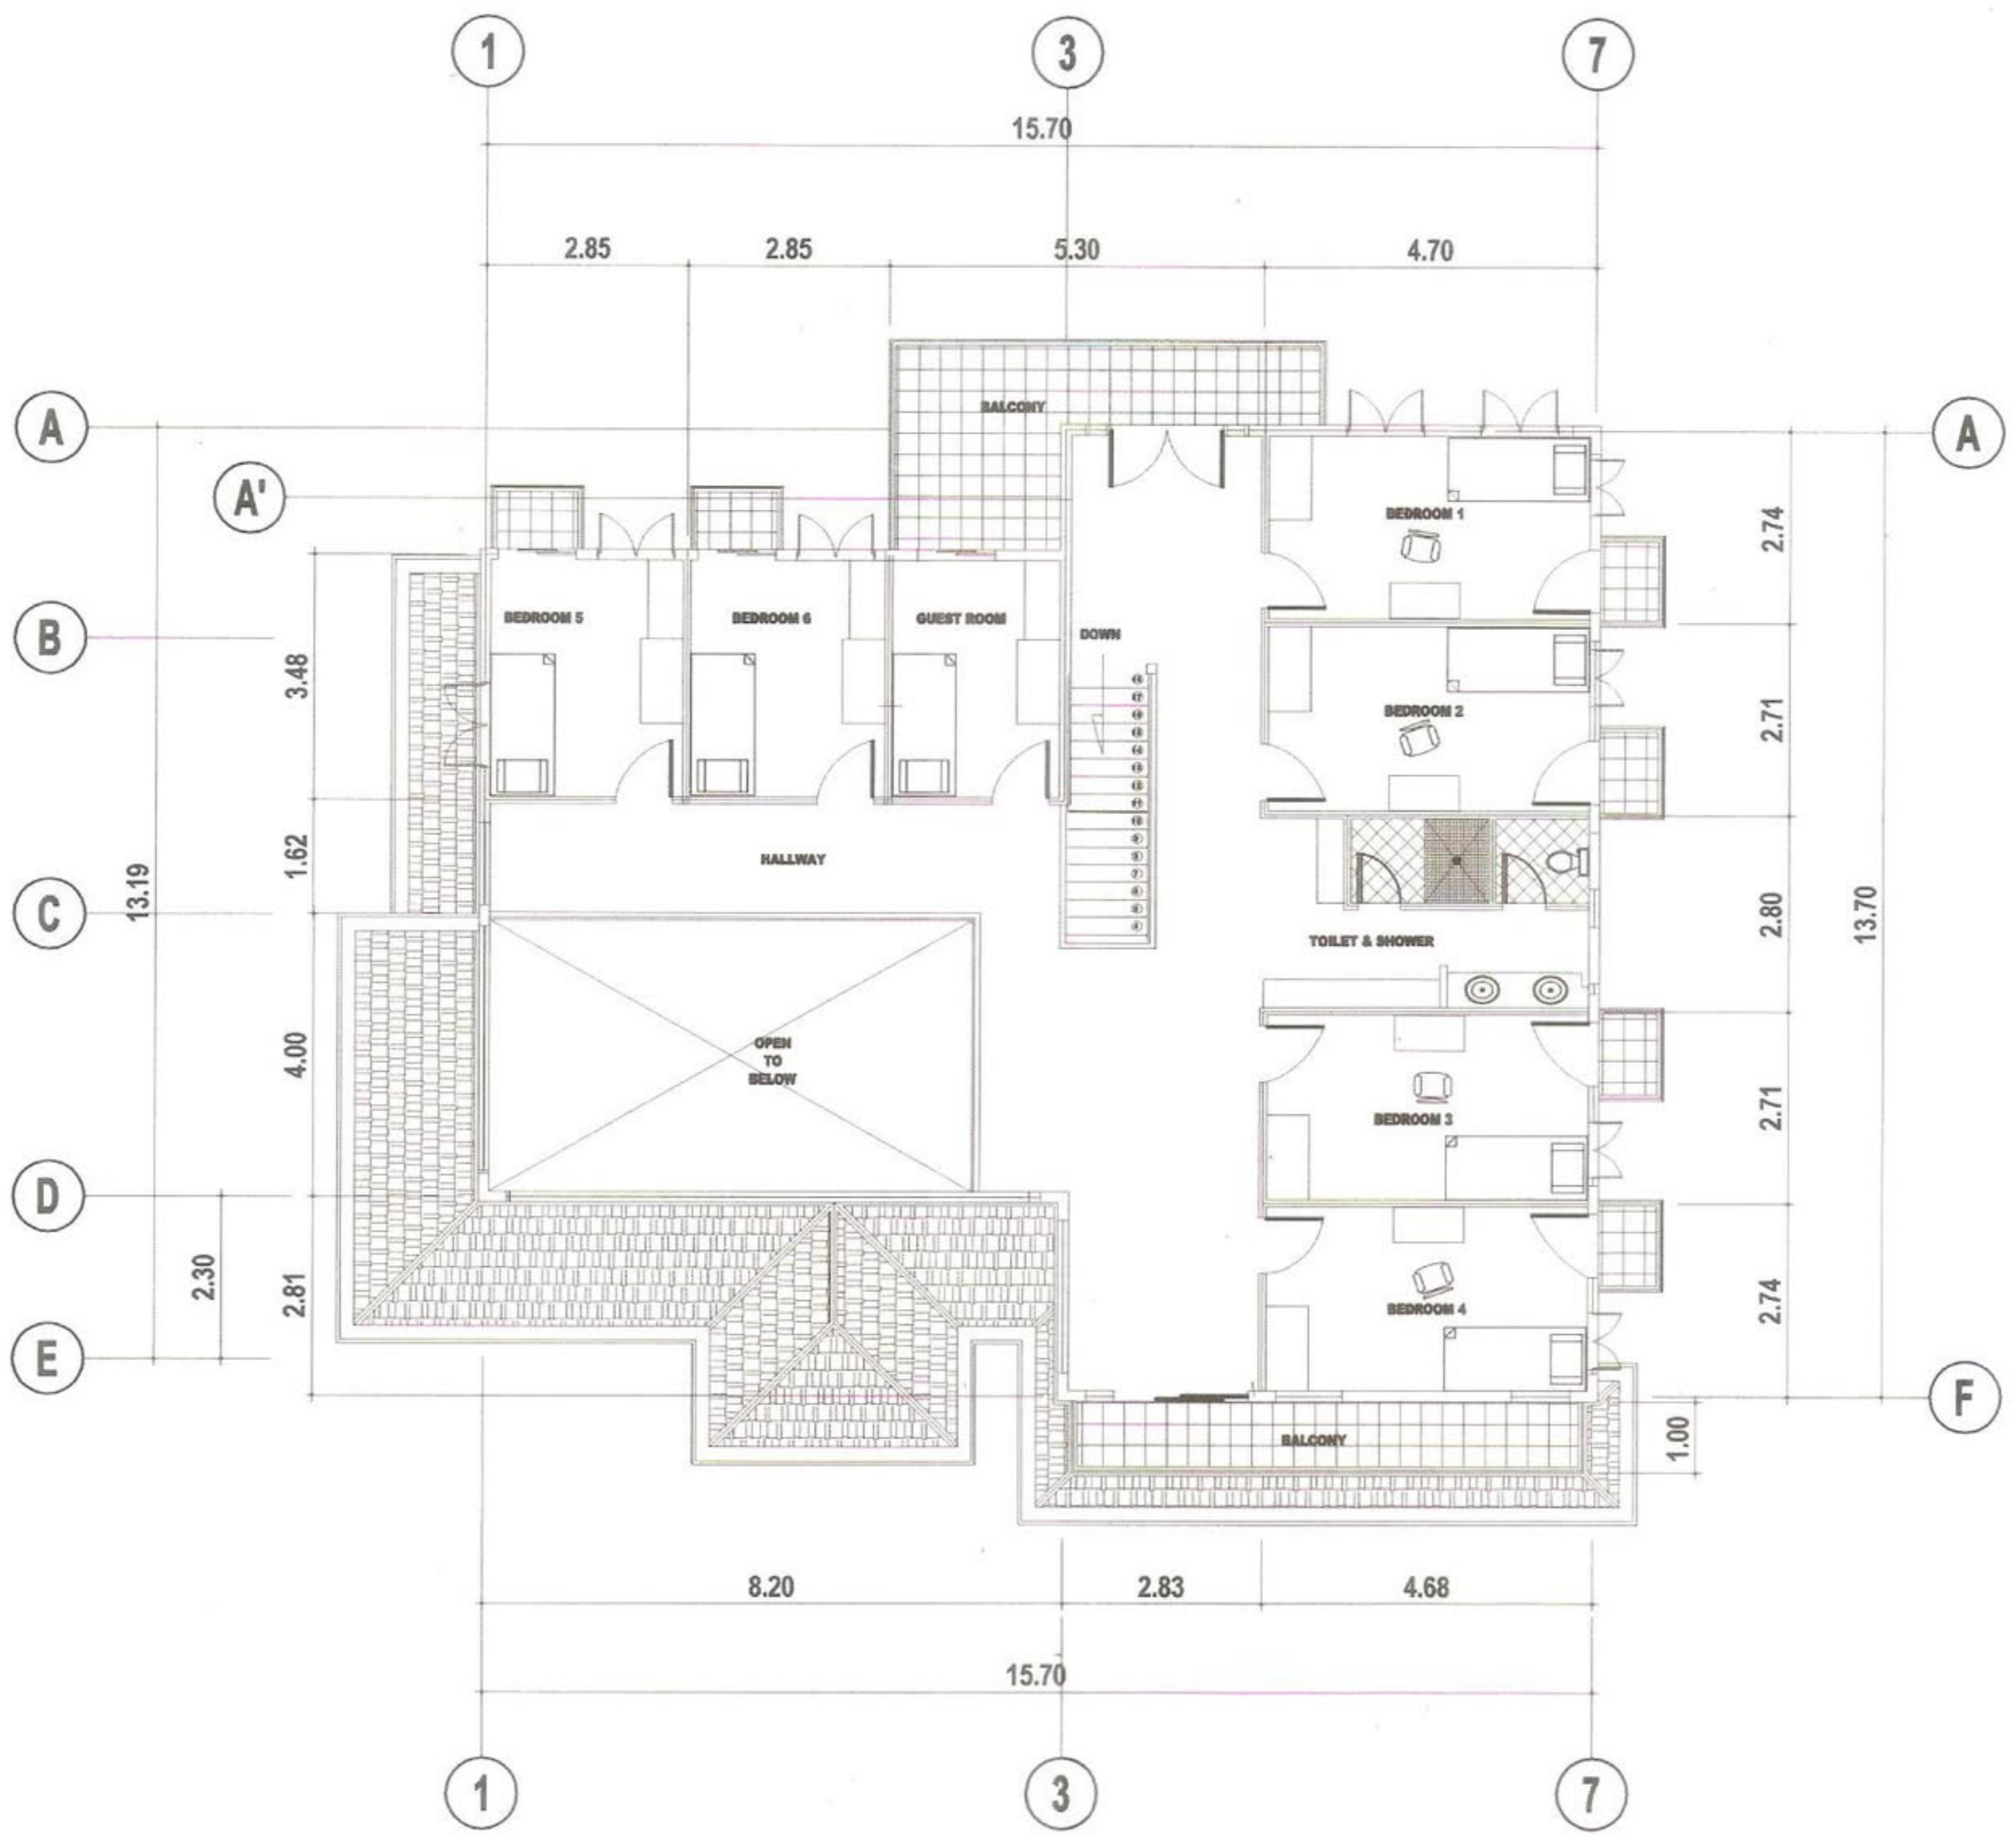 1
3
7
15.70
2.85
2.85
5.30
4.70
BALCONY
A
A
A'
BEDROOM 1
2.74
BEDROOM 5
BEDROOM 6
GUEST ROOM
DOWN
B
3.48
BEDROOM 2
2.71
HALLWAY
1.62
13.19
C
TOILET & SHOWER
2.80
13.70
OPEN
TO
BELOW
4.00
BEDROOM 3
2.71
D
2.30
2.81
BEDROOM 4
2.74
E
F
BALCONY
1.00
8.20
2.83
4.68
15.70
1
3
7